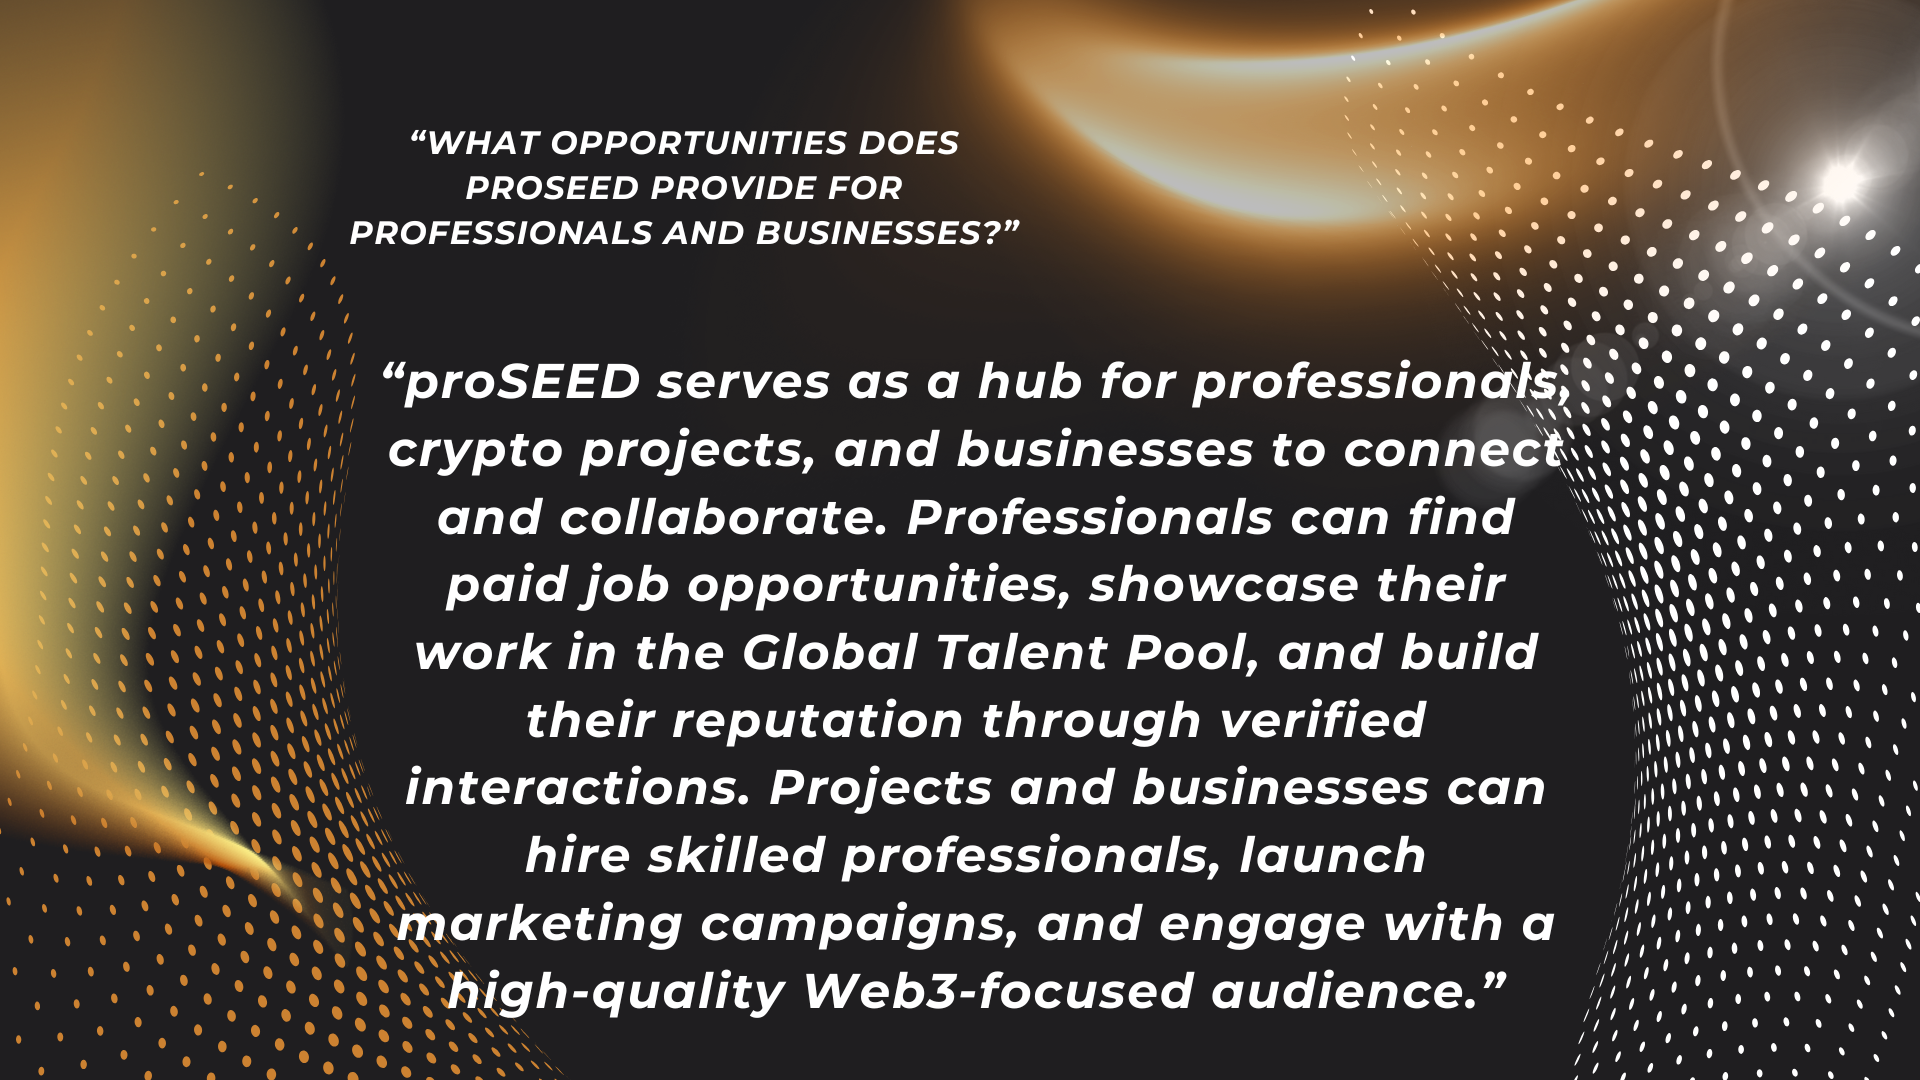 “WHAT OPPORTUNITIES DOES
PROSEED PROVIDE FOR
PROFESSIONALS AND BUSINESSES?”
“proSEED serves as a hub for professionals,
crypto projects, and businesses to connect
and collaborate. Professionals can find
paid job opportunities, showcase their
work in the Global Talent Pool, and build
their reputation through verified
interactions. Projects and businesses can
hire skilled professionals, launch
marketing campaigns, and engage with a
high-quality Web3-focused audience.”